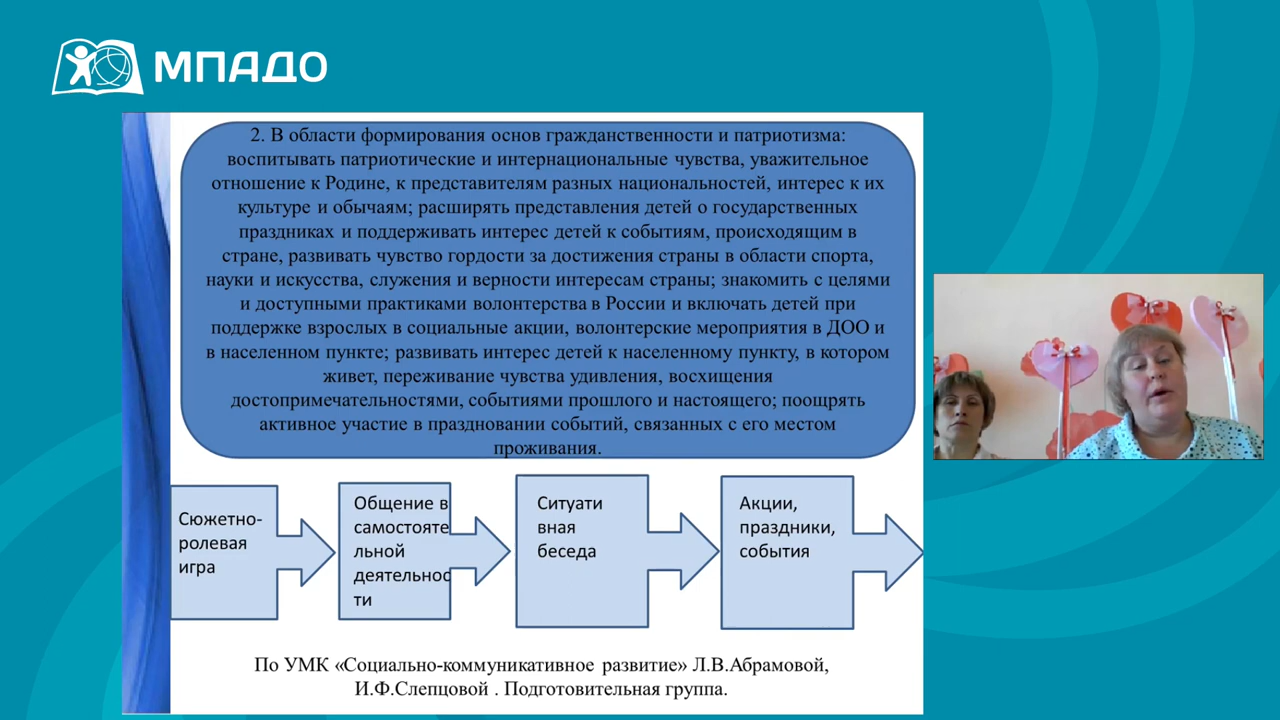 МПАДО
2. В области формирования основ гражданственности и патриотизма:
воспитывать патриотические и интернациональные чувства, уважительное
отношение к Родине, к представителям разных национальностей, интерес к их
культуре и обычаям; расширять представления детей о государственных
праздниках и поддерживать интерес детей к событиям, происходящим в
стране, развивать чувство гордости за достижения страны в области спорта,
науки и искусства, служения и верности интересам страны; знакомить с целями
и доступными практиками волонтерства в России и включать детей при
поддержке взрослых в социальные акции, волонтерские мероприятия в ДОО и
в населенном пункте; развивать интерес детей к населенному пункту, в котором
живет, переживание чувства удивления, восхищения
достопримечательностями, событиями прошлого и настоящего; поощрять
активное участие в праздновании событий, связанных с его местом
проживания.
Сюжетно-
ролевая
игра
Общение в
самостояте
льной
деятельнос
ти
Ситуати
вная
беседа
Акции,
праздники,
события
По УМК «Социально-коммуникативное развитие» Л.В.Абрамовой,
И.Ф.Слепцовой . Подготовительная группа.